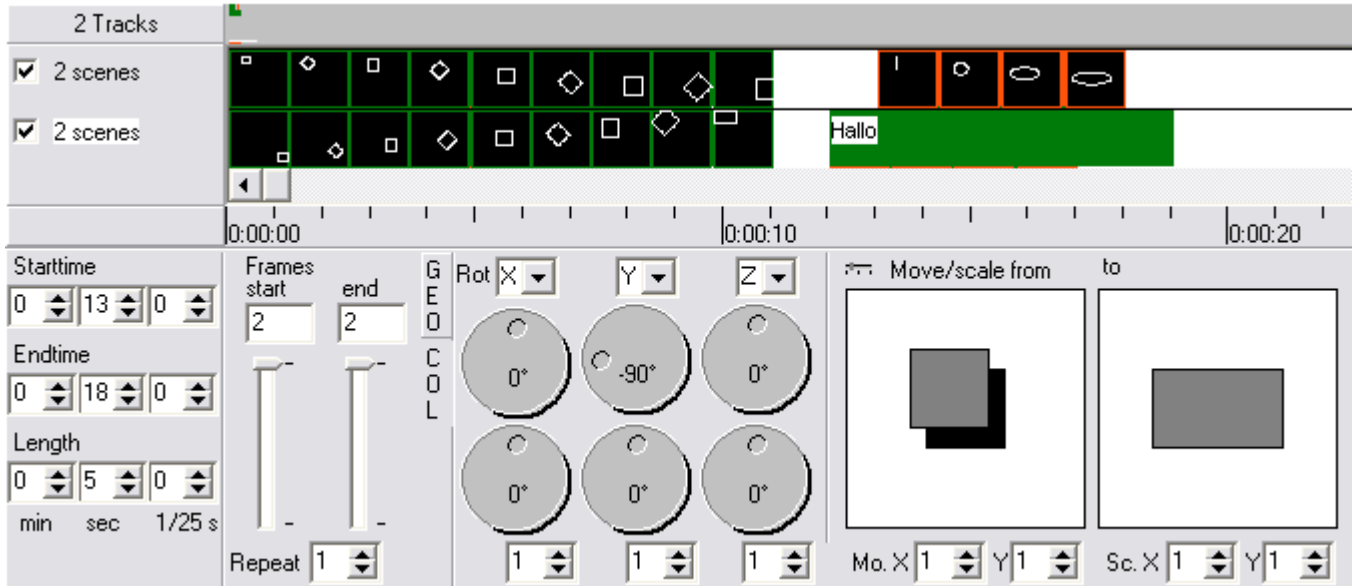 2 Tracks
2 scenes
2 scenes
Hallo
0:00:00 0:00:10 0:00:20
Starttime
0 13 0
Endtime
0 18 0
Length
0 5 0
min sec 1/25 s
Frames
start end
2 2
Repeat 1
GEO
COL
Rot X Y Z
0° -90° 0°
0° 0° 0°
1 1 1
Move/scale from to
Mo. X 1 Y 1 Sc. X 1 Y 1